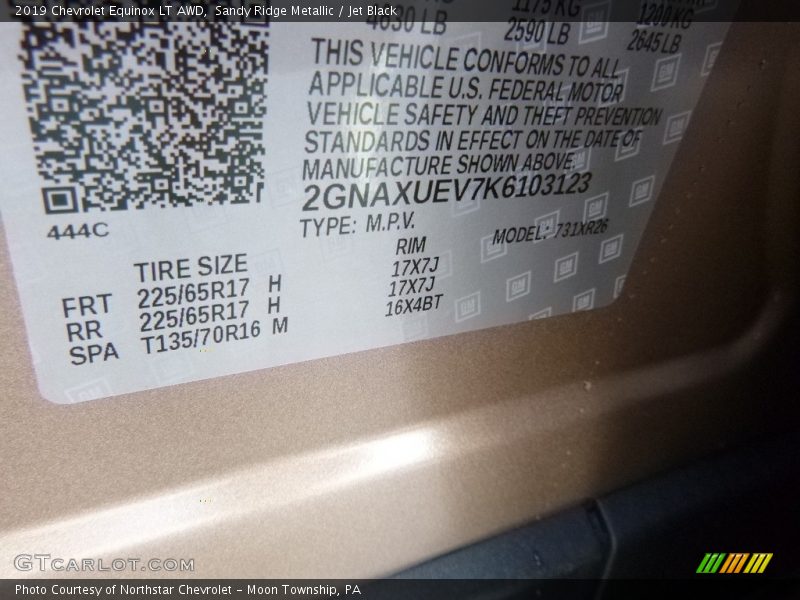 2019 Chevrolet Equinox LT AWD, Sandy Ridge Metallic / Jet Black
4630 LB 2590 LB 2645 LB
THIS VEHICLE CONFORMS TO ALL
APPLICABLE U.S. FEDERAL MOTOR
VEHICLE SAFETY AND THEFT PREVENTION
STANDARDS IN EFFECT ON THE DATE OF
MANUFACTURE SHOWN ABOVE.
2GNAXUEV7K6103123
444C TYPE: M.P.V. MODEL: 731XR26
TIRE SIZE RIM
FRT 225/65R17 H 17X7J
RR 225/65R17 H 17X7J
SPA T135/70R16 M 16X4BT
GTCARLOT.COM
Photo Courtesy of Northstar Chevrolet - Moon Township, PA